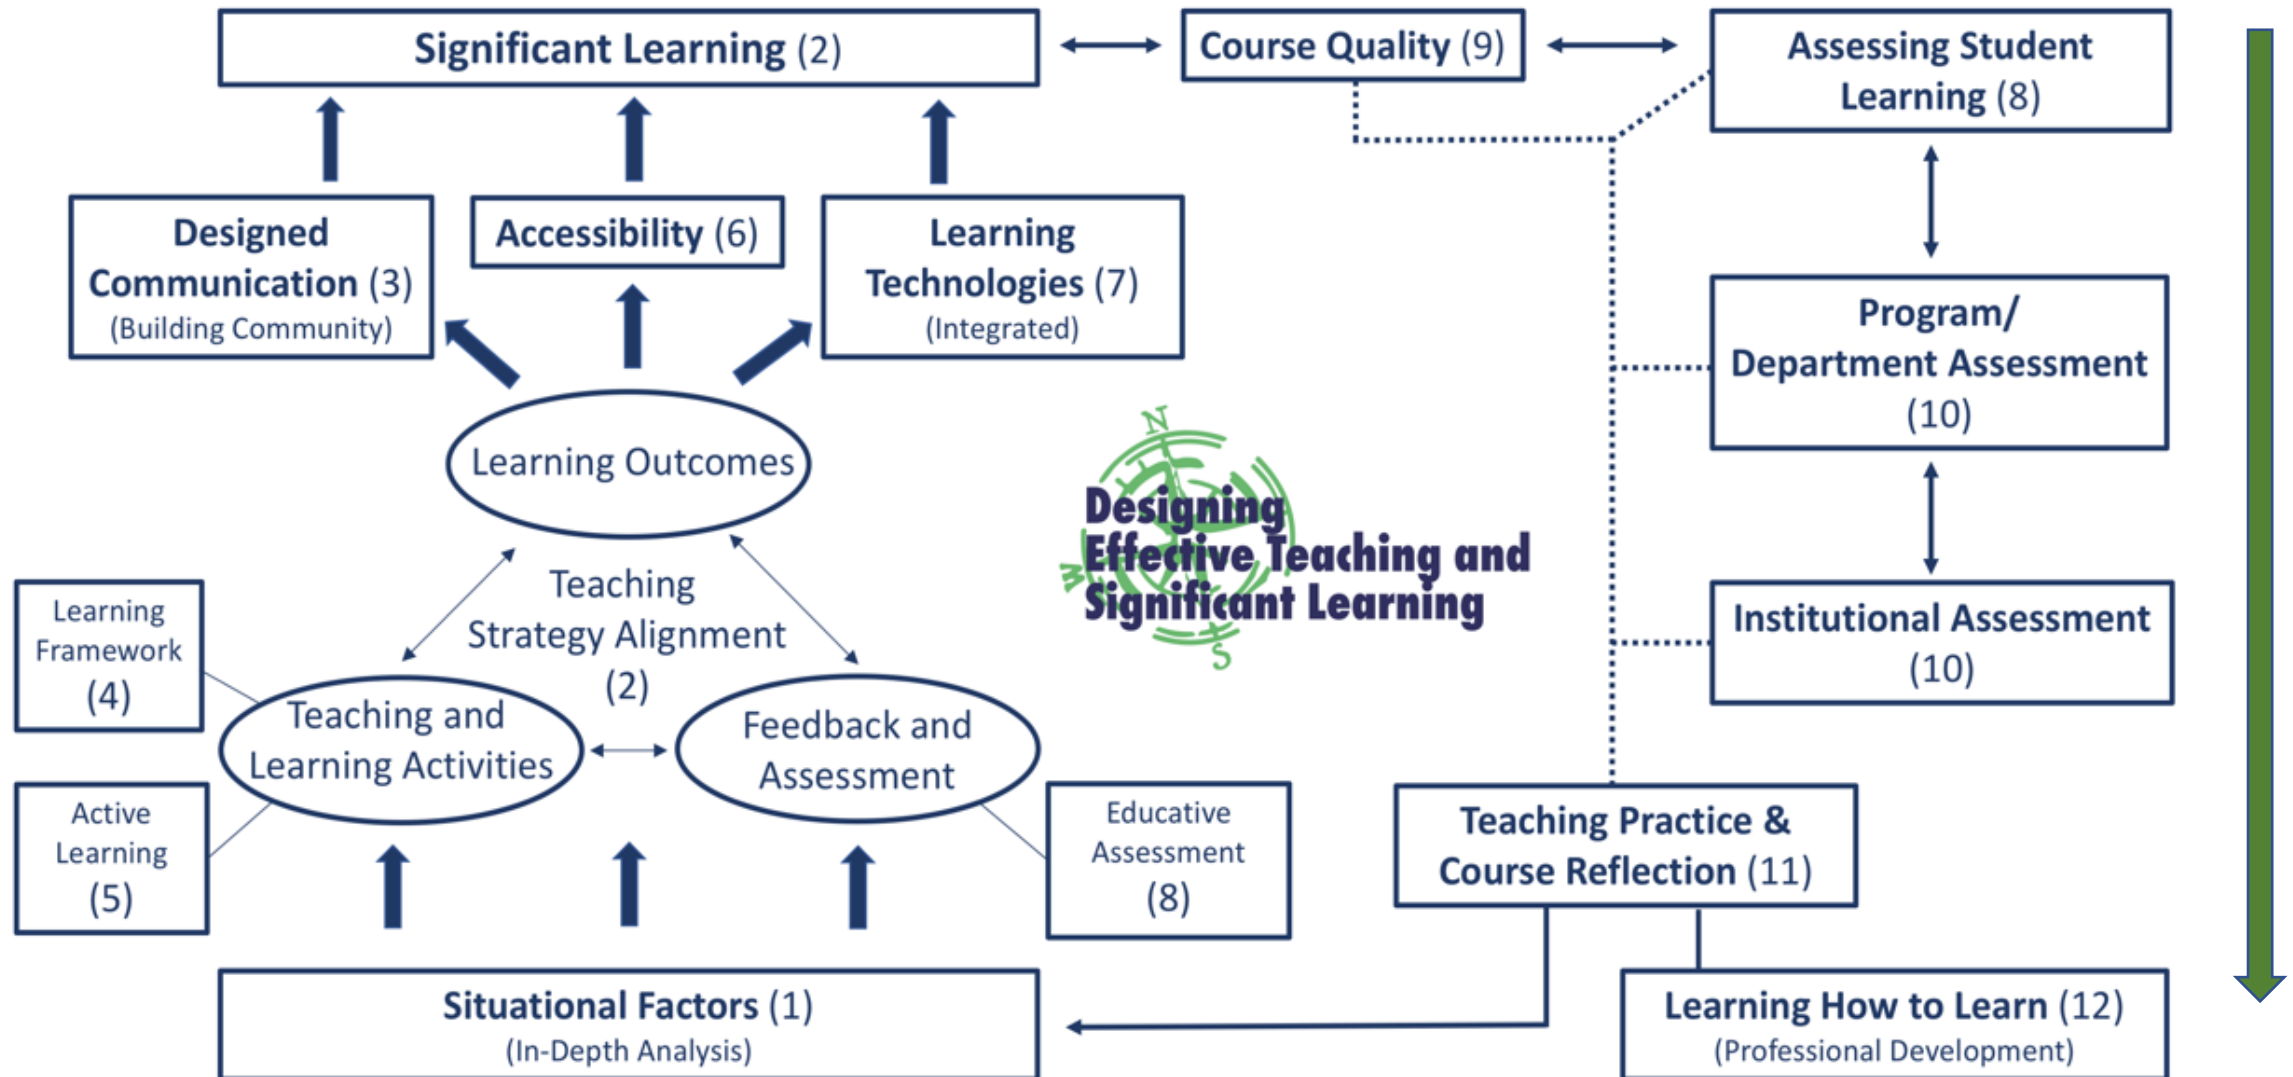 Significant Learning (2)
Course Quality (9)
Assessing Student
Learning (8)
Designed
Communication (3)
(Building Community)
Accessibility (6)
Learning
Technologies (7)
(Integrated)
Program/
Department Assessment
(10)
Learning Outcomes
N
W
S
Designing
Effective Teaching and
Significant Learning
Teaching
Strategy Alignment
(2)
Learning
Framework
(4)
Institutional Assessment
(10)
Teaching and
Learning Activities
Feedback and
Assessment
Active
Learning
(5)
Educative
Assessment
(8)
Teaching Practice &
Course Reflection (11)
Situational Factors (1)
(In-Depth Analysis)
Learning How to Learn (12)
(Professional Development)